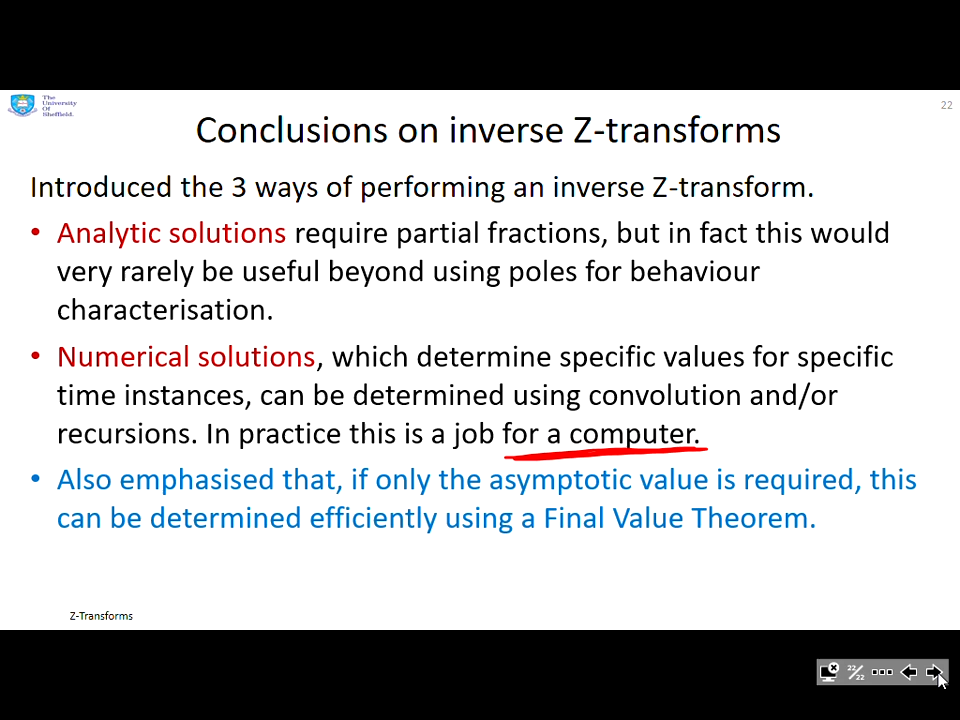 The
University
Of
Sheffield.
22
Conclusions on inverse Z-transforms
Introduced the 3 ways of performing an inverse Z-transform.
• Analytic solutions require partial fractions, but in fact this would
very rarely be useful beyond using poles for behaviour
characterisation.
• Numerical solutions, which determine specific values for specific
time instances, can be determined using convolution and/or
recursions. In practice this is a job for a computer.
• Also emphasised that, if only the asymptotic value is required, this
can be determined efficiently using a Final Value Theorem.
Z-Transforms
22/22